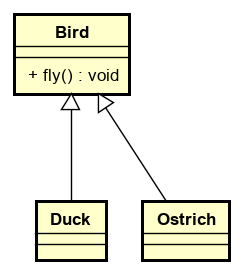 Bird
+ fly() : void
Duck
Ostrich